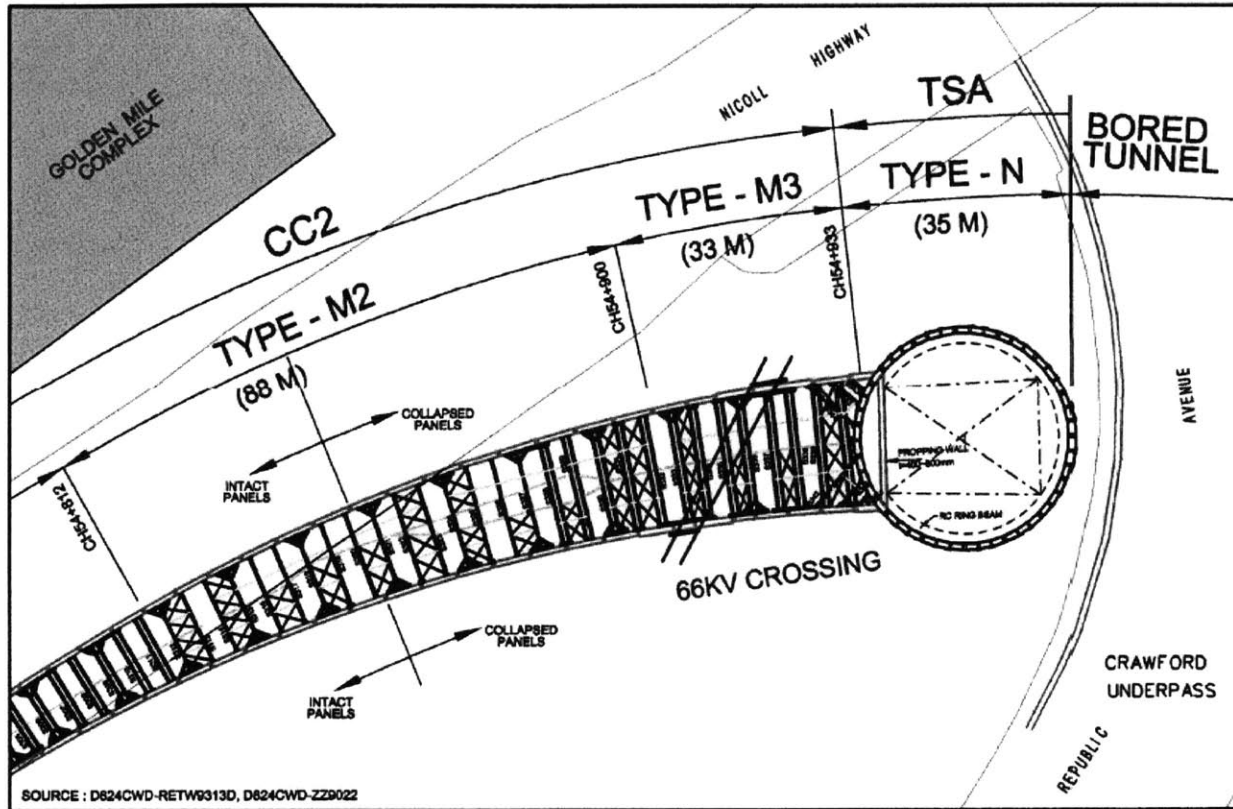 GOLDEN MILE
COMPLEX
NICOLL
HIGHWAY
TSA
BORED
TUNNEL
CC2
TYPE - M3
(33 M)
TYPE - N
(35 M)
TYPE - M2
(88 M)
CH54+900
CH54+933
CH54+812
COLLAPSED
PANELS
INTACT
PANELS
PROPPING WALL
RC RING BEAM
AVENUE
66KV CROSSING
COLLAPSED
PANELS
INTACT
PANELS
CRAWFORD
UNDERPASS
REPUBLIC
SOURCE : D824CWD-RETW9313D, D824CWD-ZZ9022